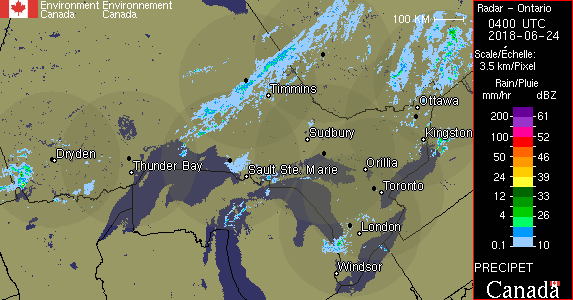 Environment Environnement
Canada Canada
100 KM
Timmins
Ottawa
Sudbury
Kingston
Dryden
Thunder Bay
Sault Ste. Marie
Orillia
Toronto
London
Windsor
Radar - Ontario
0400 UTC
2018-06-24
Scale/Échelle:
3.5 km/Pixel
Rain/Pluie
mm/hr dBZ
200 61
100 52
50 46
24 39
12 33
4 26
0.1 10
PRECIPET
Canada